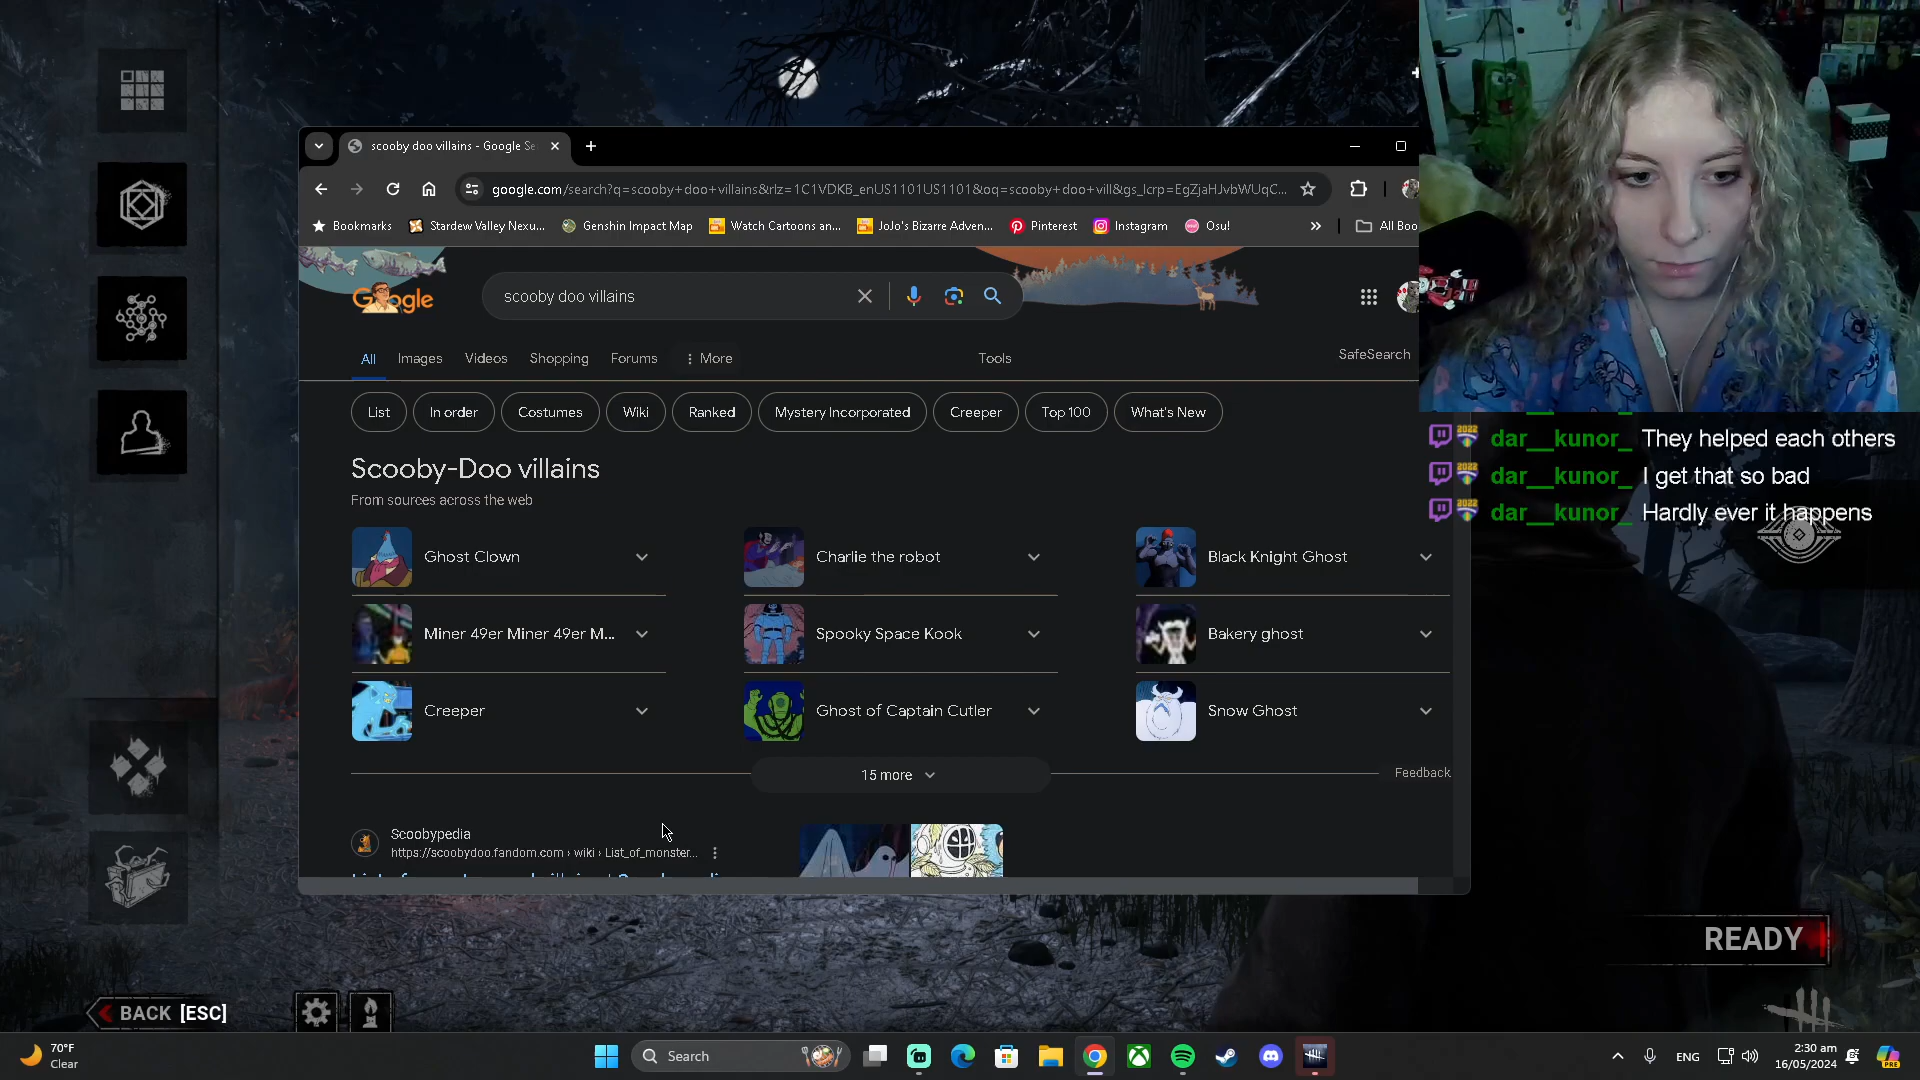 scooby doo villains - Google Se
google.com/search?q=scooby+doo+villains&rlz=1C1VDKB_enUS1101US1101&oq=scooby+doo+vill&gs_lcrp=EgZjaHJvbWUqC...
Bookmarks
Stardew Valley Nexu...
Genshin Impact Map
Watch Cartoons an...
JoJo's Bizarre Adven...
Pinterest
Instagram
Osu!
»
All Boo
Google
scooby doo villains
All
Images
Videos
Shopping
Forums
More
Tools
SafeSearch
List
In order
Costumes
Wiki
Ranked
Mystery Incorporated
Creeper
Top 100
What's New
Scooby-Doo villains
From sources across the web
Ghost Clown
Charlie the robot
Black Knight Ghost
Miner 49er Miner 49er M...
Spooky Space Kook
Bakery ghost
Creeper
Ghost of Captain Cutler
Snow Ghost
15 more
Feedback
Scoobypedia
https://scoobydoo.fandom.com › wiki › List_of_monster...
dar__kunor_ They helped each others
dar__kunor_ I get that so bad
dar__kunor_ Hardly ever it happens
READY
BACK [ESC]
70°F
Clear
Search
ENG
2:30 am
16/05/2024
PRE